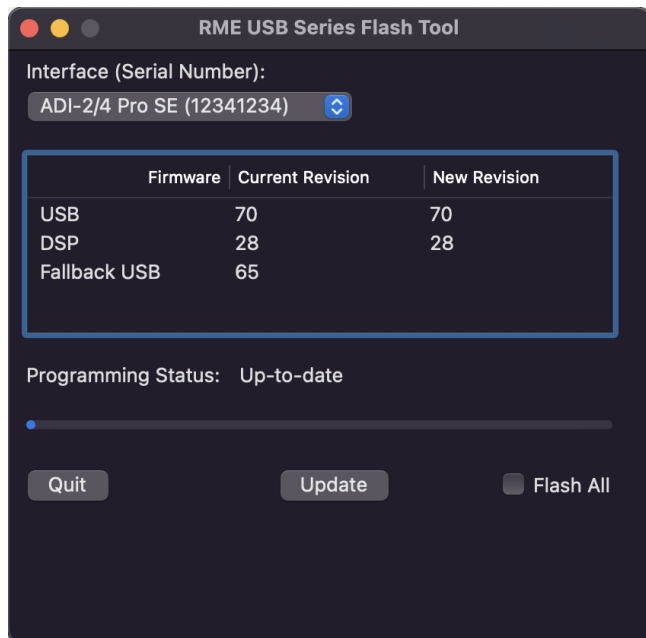 RME USB Series Flash Tool
Interface (Serial Number):
ADI-2/4 Pro SE (12341234)
Firmware Current Revision New Revision
USB 70 70
DSP 28 28
Fallback USB 65
Programming Status: Up-to-date
Quit Update Flash All